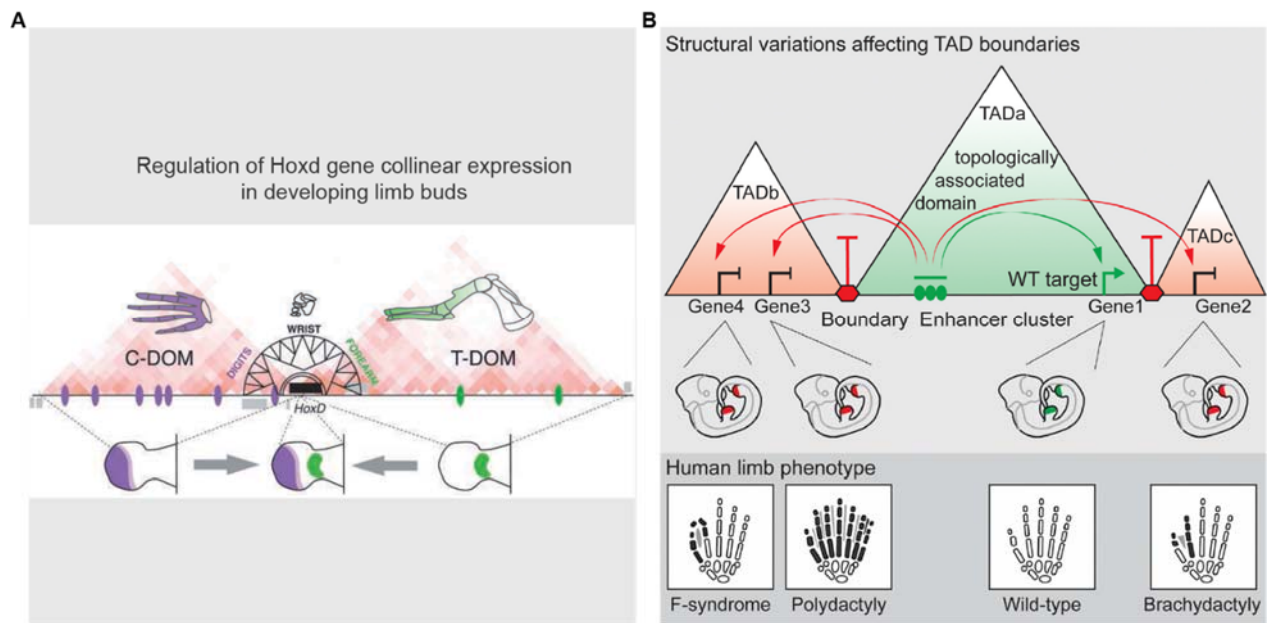 A
Regulation of Hoxd gene collinear expression
in developing limb buds
C-DOM
DIGITS
WRIST
FOREARM
T-DOM
HoxD
B
Structural variations affecting TAD boundaries
TADa
topologically
associated
domain
TADb
TADc
WT target
Gene4
Gene3
Boundary
Enhancer cluster
Gene1
Gene2
Human limb phenotype
F-syndrome
Polydactyly
Wild-type
Brachydactyly